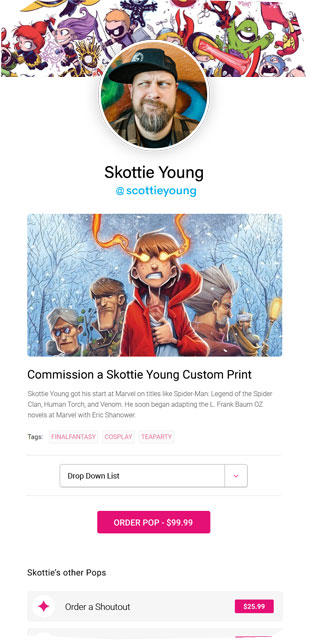 Skottie Young
@scottieyoung
Commission a Skottie Young Custom Print
Skottie Young got his start at Marvel on titles like Spider-Man: Legend of the Spider
Clan, Human Torch, and Venom. He soon began adapting the L. Frank Baum OZ
novels at Marvel with Eric Shanower.
Tags: FINALFANTASY COSPLAY TEAPARTY
Drop Down List
ORDER POP - $99.99
Skottie's other Pops
Order a Shoutout $25.99